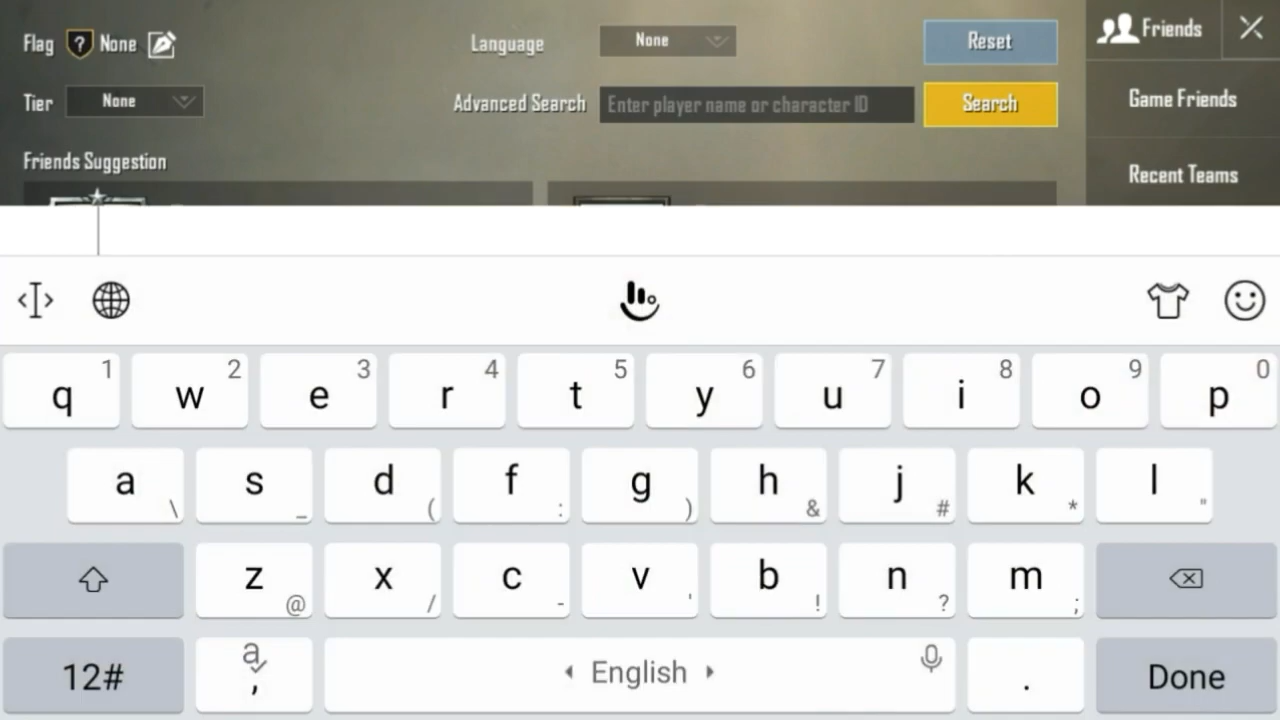 Flag ? None
Language
None
Reset
Friends
Tier
None
Advanced Search
Enter player name or character ID
Search
Game Friends
Friends Suggestion
Recent Teams
q 1 w 2 e 3 r 4 t 5 y 6 u 7 i 8 o 9 p 0
a \ s _ d ( f : g ) h & j # k * l "
z @ x / c - v ' b ! n ? m ;
12# a , English . Done